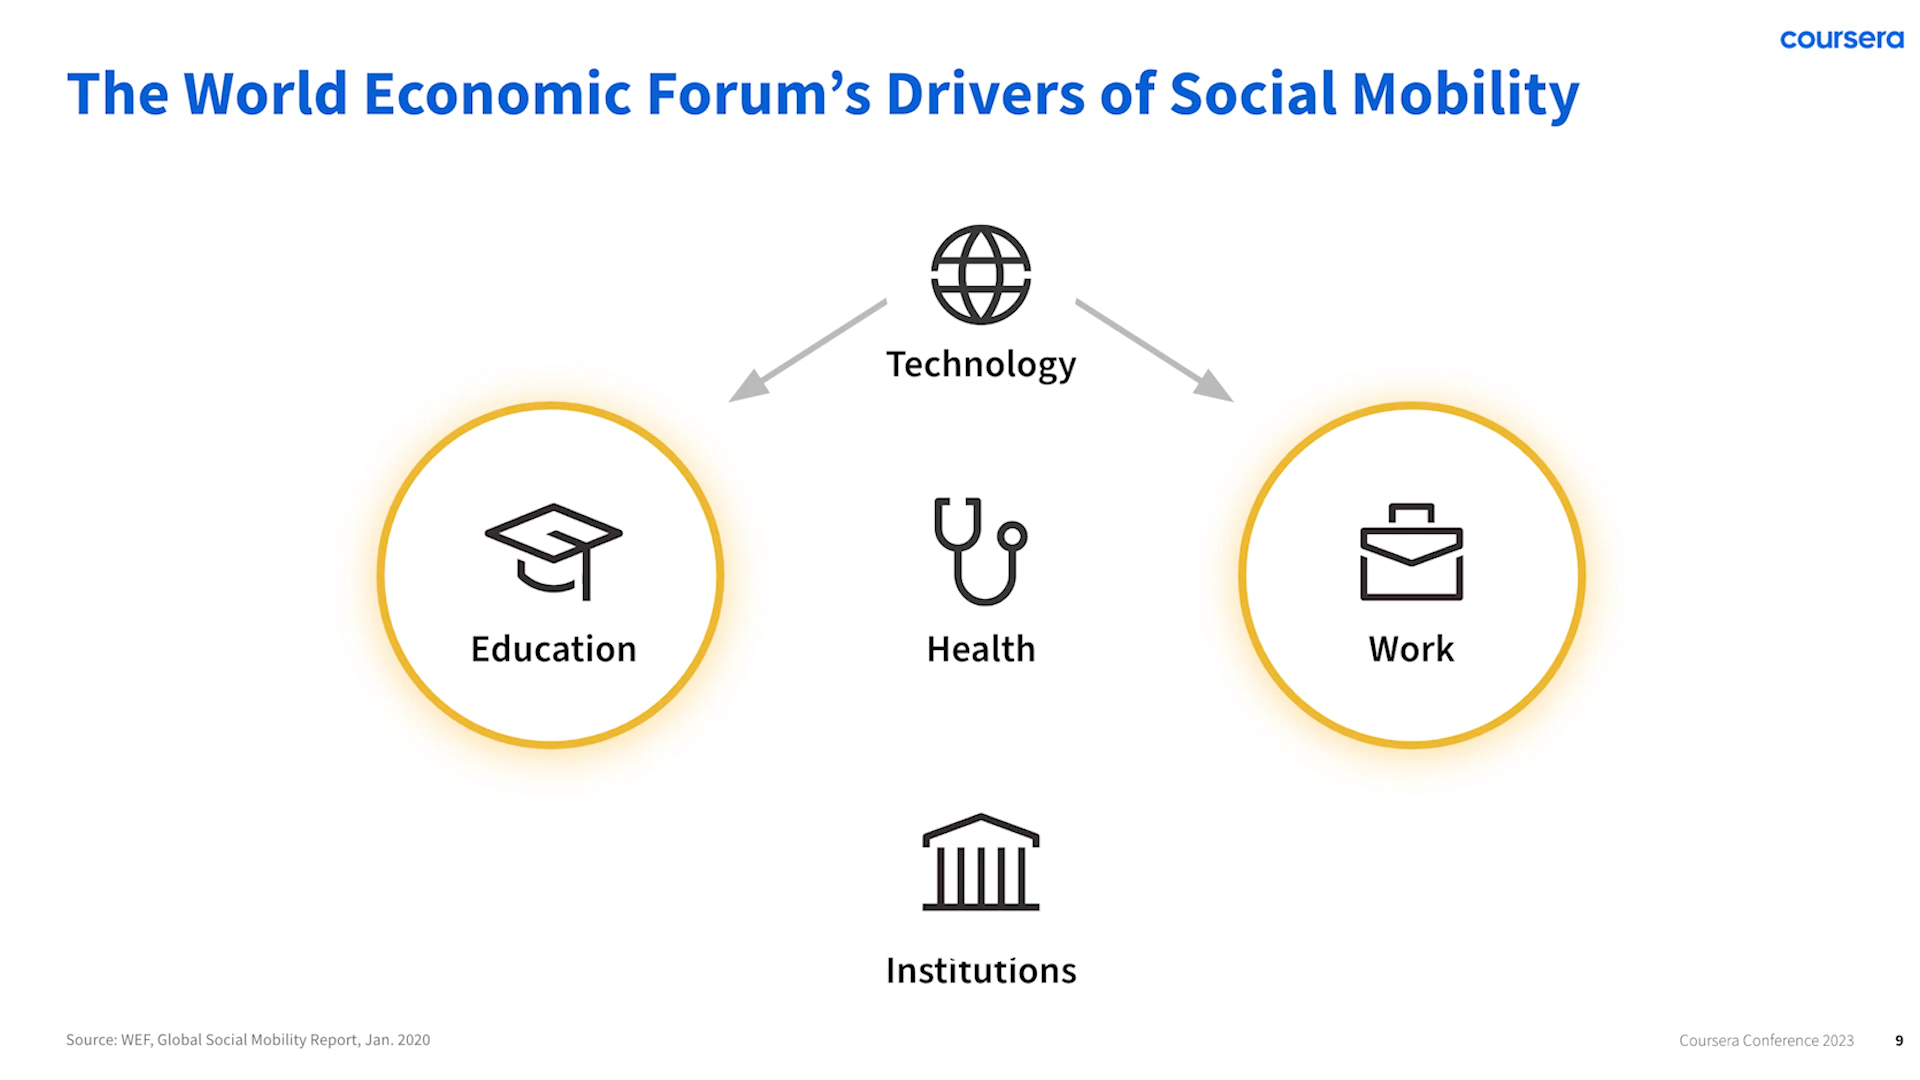 coursera
The World Economic Forum’s Drivers of Social Mobility
Technology
Education
Health
Work
Institutions
Source: WEF, Global Social Mobility Report, Jan. 2020
Coursera Conference 2023
9